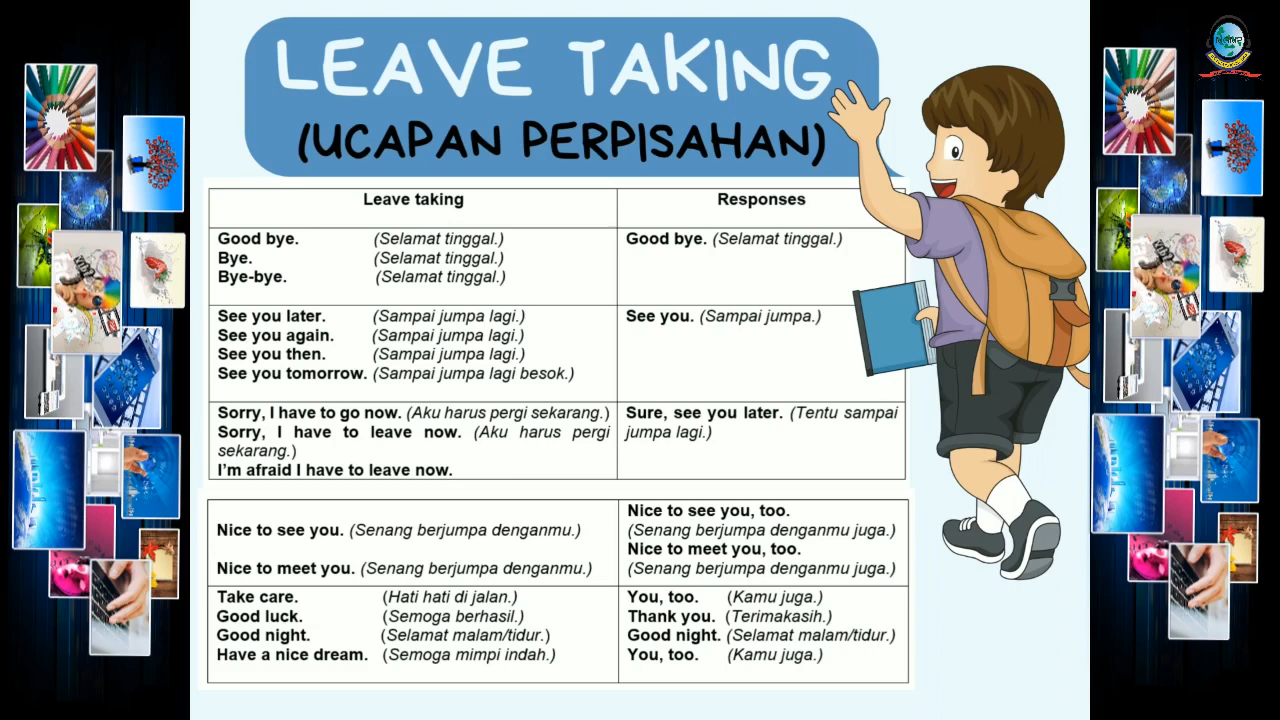 LEAVE TAKING
(UCAPAN PERPISAHAN)
Leave taking Responses
Good bye. (Selamat tinggal.) Good bye. (Selamat tinggal.)
Bye. (Selamat tinggal.)
Bye-bye. (Selamat tinggal.)
See you later. (Sampai jumpa lagi.) See you. (Sampai jumpa.)
See you again. (Sampai jumpa lagi.)
See you then. (Sampai jumpa lagi.)
See you tomorrow. (Sampai jumpa lagi besok.)
Sorry, I have to go now. (Aku harus pergi sekarang.) Sure, see you later. (Tentu sampai
Sorry, I have to leave now. (Aku harus pergi jumpa lagi.)
sekarang.)
I'm afraid I have to leave now.
Nice to see you, too.
Nice to see you. (Senang berjumpa denganmu.) (Senang berjumpa denganmu juga.)
Nice to meet you, too.
Nice to meet you. (Senang berjumpa denganmu.) (Senang berjumpa denganmu juga.)
Take care. (Hati hati di jalan.) You, too. (Kamu juga.)
Good luck. (Semoga berhasil.) Thank you. (Terimakasih.)
Good night. (Selamat malam/tidur.) Good night. (Selamat malam/tidur.)
Have a nice dream. (Semoga mimpi indah.) You, too. (Kamu juga.)